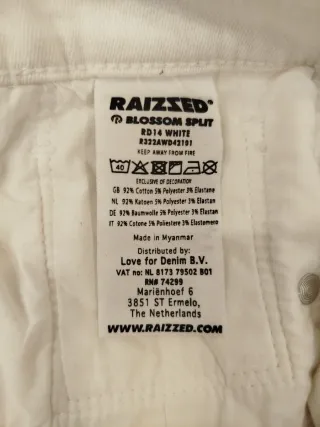 RAIZZED®
BLOSSOM SPLIT
RD14 WHITE
R322AWD42101
KEEP AWAY FROM FIRE
40
EXCLUSIVE OF DECORATION
GB 92% Cotton 5% Polyester 3% Elastane
NL 92% Katoen 5% Polyester 3% Elastan
DE 92% Baumwolle 5% Polyester 3% Elastan
IT 92% Cotone 5% Poliestere 3% Elastomero
Made in Myanmar
Distributed by:
Love for Denim B.V.
VAT no: NL 8173 79502 B01
RN# 74299
Mariënhoef 6
3851 ST Ermelo,
The Netherlands
WWW.RAIZZED.COM